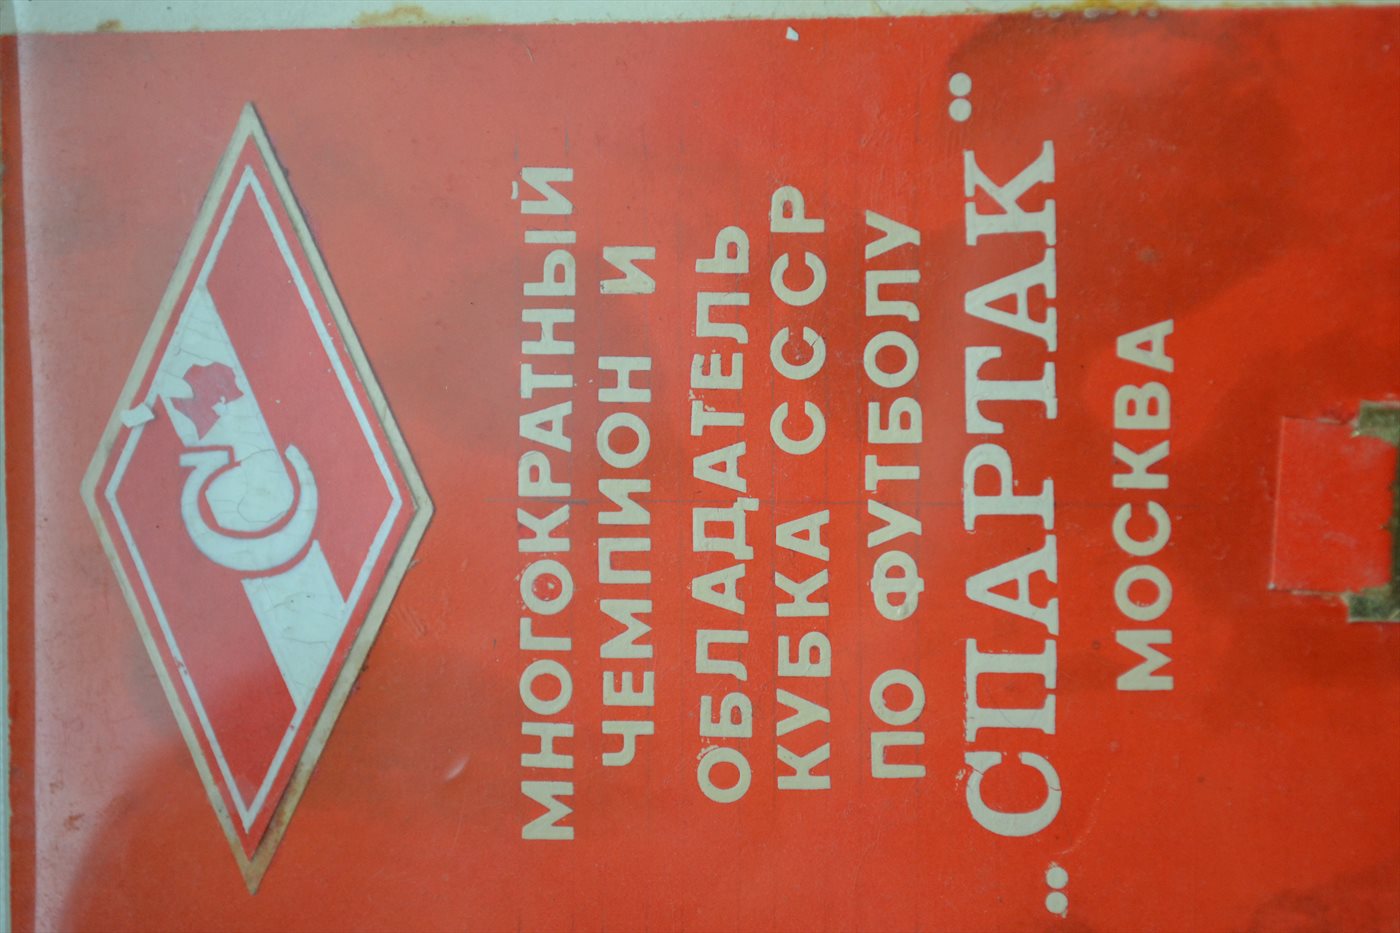 МНОГОКРАТНЫЙ
ЧЕМПИОН И
ОБЛАДАТЕЛЬ
КУБКА СССР
ПО ФУТБОЛУ
„СПАРТАК”
МОСКВА